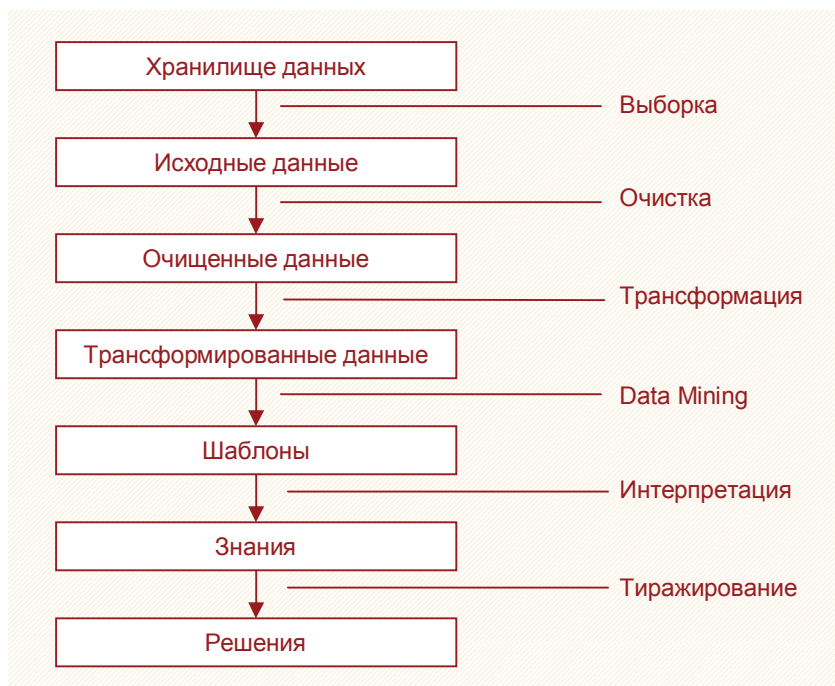 Хранилище данных
Выборка
Исходные данные
Очистка
Очищенные данные
Трансформация
Трансформированные данные
Data Mining
Шаблоны
Интерпретация
Знания
Тиражирование
Решения